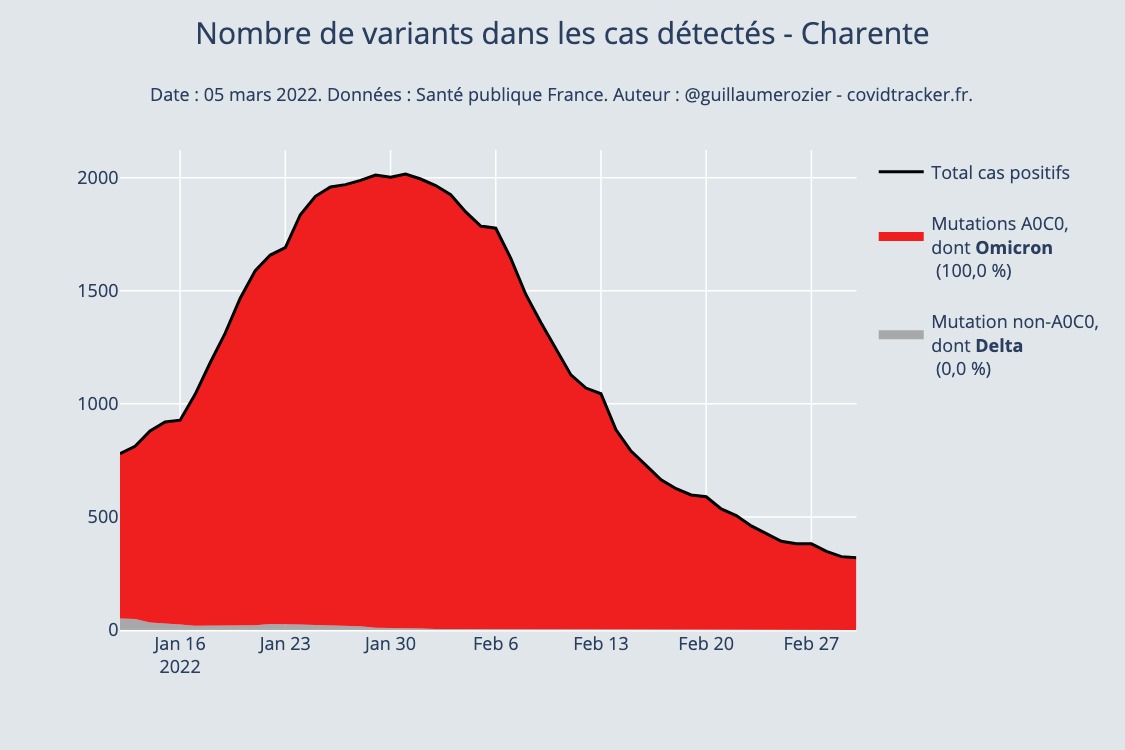 Nombre de variants dans les cas détectés - Charente
Date : 05 mars 2022. Données : Santé publique France. Auteur : @guillaumerozier - covidtracker.fr.
2000
1500
1000
500
0
Jan 16
2022
Jan 23
Jan 30
Feb 6
Feb 13
Feb 20
Feb 27
Total cas positifs
Mutations A0C0,
dont Omicron
(100,0 %)
Mutation non-A0C0,
dont Delta
(0,0 %)